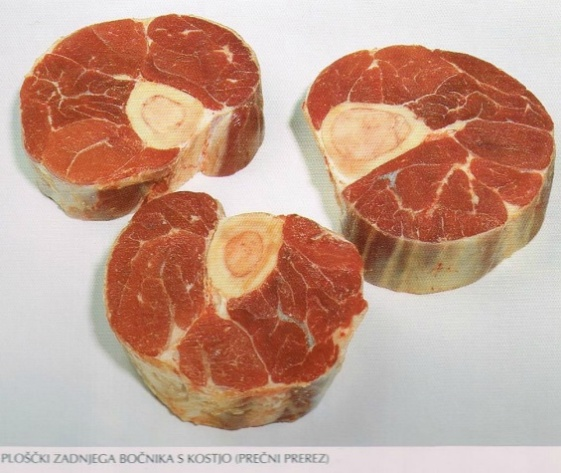 PLOŠČKI ZADNJEGA BOČNIKA S KOSTJO (PREČNI PREREZ)